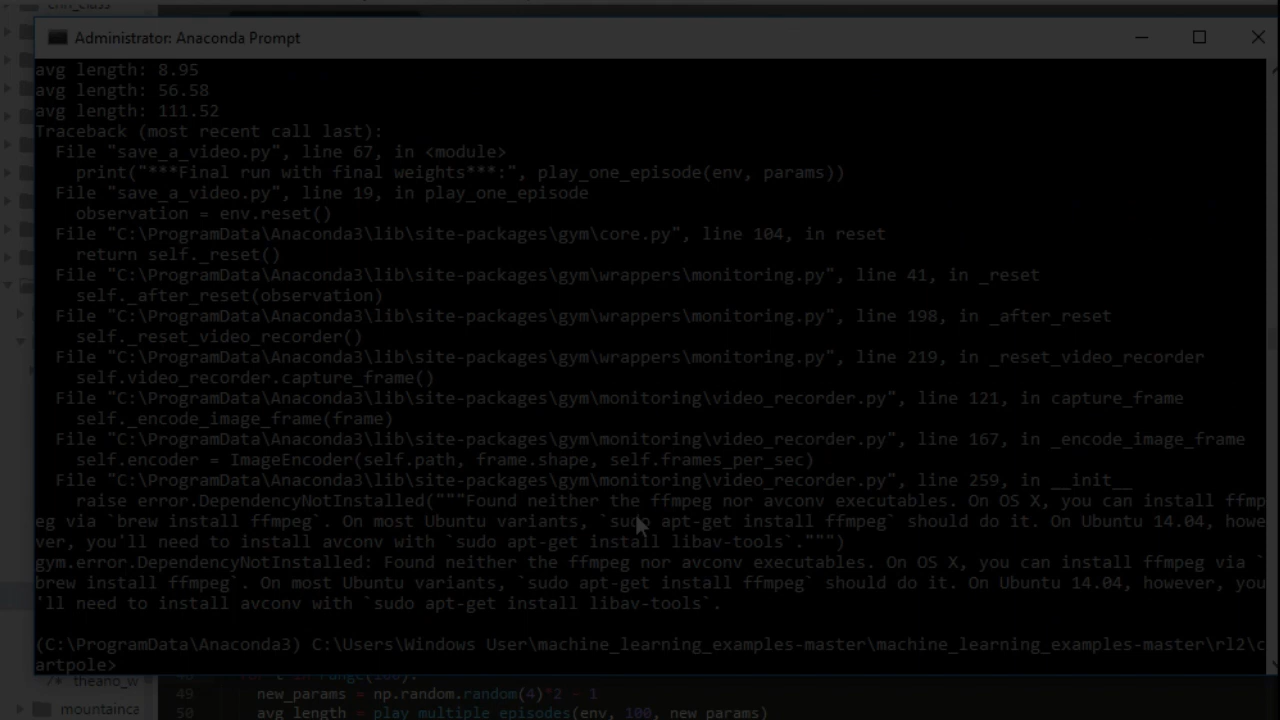 cnn_class
Administrator: Anaconda Prompt
avg length: 8.95
avg length: 56.58
avg length: 111.52
Traceback (most recent call last):
File "save_a_video.py", line 67, in <module>
print("***Final run with final weights***:", play_one_episode(env, params))
File "save_a_video.py", line 19, in play_one_episode
observation = env.reset()
File "C:\ProgramData\Anaconda3\lib\site-packages\gym\core.py", line 104, in reset
return self._reset()
File "C:\ProgramData\Anaconda3\lib\site-packages\gym\wrappers\monitoring.py", line 41, in _reset
self._after_reset(observation)
File "C:\ProgramData\Anaconda3\lib\site-packages\gym\wrappers\monitoring.py", line 198, in _after_reset
self._reset_video_recorder()
File "C:\ProgramData\Anaconda3\lib\site-packages\gym\wrappers\monitoring.py", line 219, in _reset_video_recorder
self.video_recorder.capture_frame()
File "C:\ProgramData\Anaconda3\lib\site-packages\gym\monitoring\video_recorder.py", line 121, in capture_frame
self._encode_image_frame(frame)
File "C:\ProgramData\Anaconda3\lib\site-packages\gym\monitoring\video_recorder.py", line 167, in _encode_image_frame
self.encoder = ImageEncoder(self.path, frame.shape, self.frames_per_sec)
File "C:\ProgramData\Anaconda3\lib\site-packages\gym\monitoring\video_recorder.py", line 259, in __init__
raise error.DependencyNotInstalled("""Found neither the ffmpeg nor avconv executables. On OS X, you can install ffmp
eg via `brew install ffmpeg`. On most Ubuntu variants, `sudo apt-get install ffmpeg` should do it. On Ubuntu 14.04, howe
ver, you'll need to install avconv with `sudo apt-get install libav-tools`.""")
gym.error.DependencyNotInstalled: Found neither the ffmpeg nor avconv executables. On OS X, you can install ffmpeg via `
brew install ffmpeg`. On most Ubuntu variants, `sudo apt-get install ffmpeg` should do it. On Ubuntu 14.04, however, you
'll need to install avconv with `sudo apt-get install libav-tools`.
(C:\ProgramData\Anaconda3) C:\Users\Windows User\machine_learning_examples-master\machine_learning_examples-master\rl2\c
artpole>
/* theano_w
48 for t in range(100):
49 new_params = np.random.random(4)*2 - 1
mountainca
50 avg_length = play_multiple_episodes(env, 100, new_params)